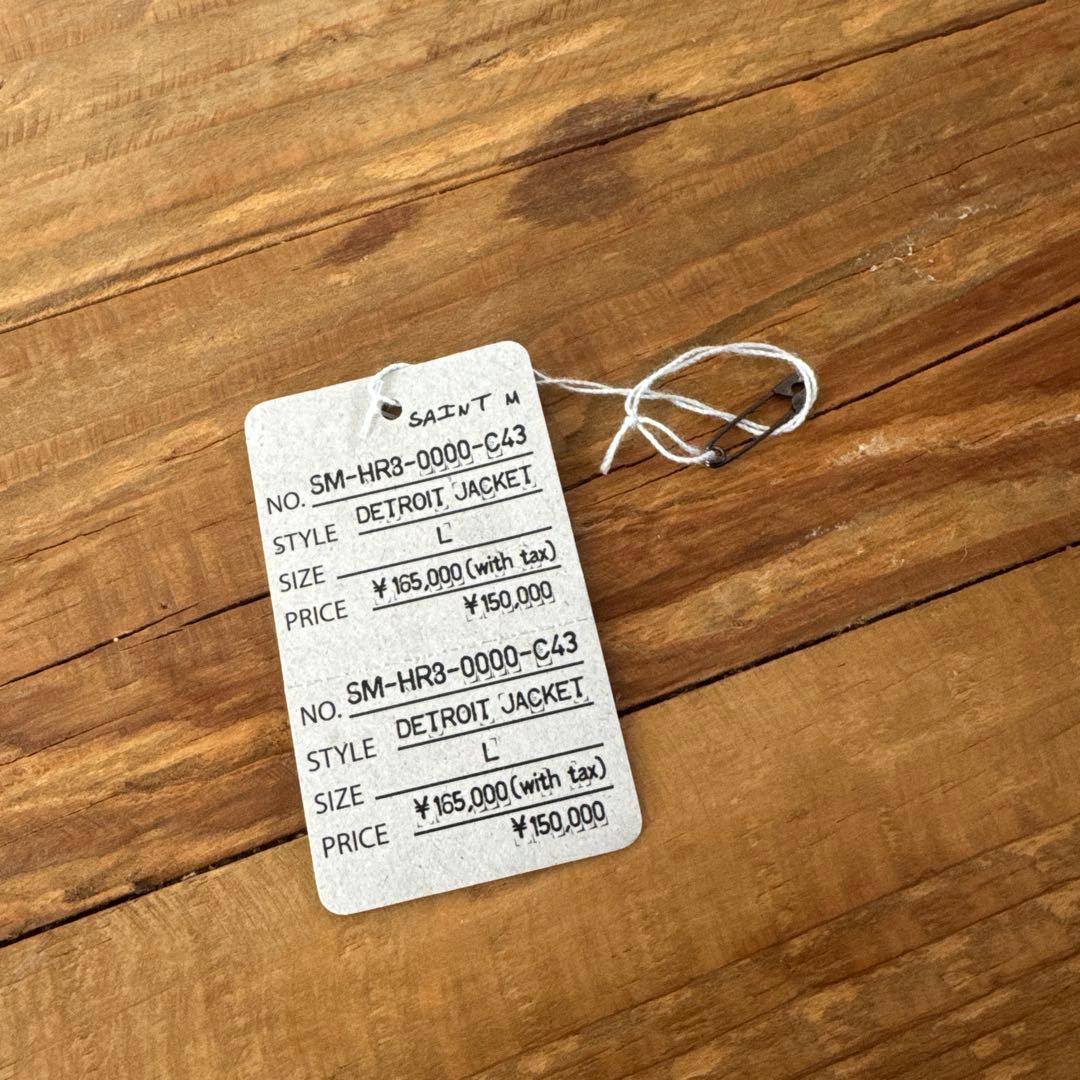 SAINT M
NO. SM-HR3-0000-C43
STYLE DETROIT JACKET
SIZE L
PRICE ¥165,000(with tax)
¥150,000
NO. SM-HR3-0000-C43
STYLE DETROIT JACKET
SIZE L
PRICE ¥165,000(with tax)
¥150,000